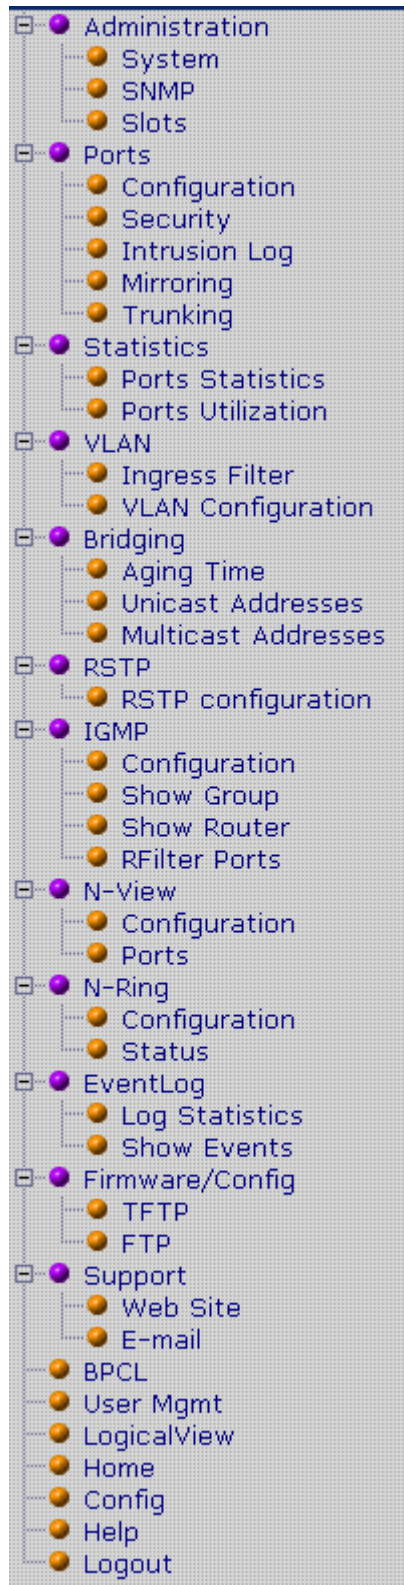 Administration
System
SNMP
Slots
Ports
Configuration
Security
Intrusion Log
Mirroring
Trunking
Statistics
Ports Statistics
Ports Utilization
VLAN
Ingress Filter
VLAN Configuration
Bridging
Aging Time
Unicast Addresses
Multicast Addresses
RSTP
RSTP configuration
IGMP
Configuration
Show Group
Show Router
RFilter Ports
N-View
Configuration
Ports
N-Ring
Configuration
Status
EventLog
Log Statistics
Show Events
Firmware/Config
TFTP
FTP
Support
Web Site
E-mail
BPCL
User Mgmt
LogicalView
Home
Config
Help
Logout